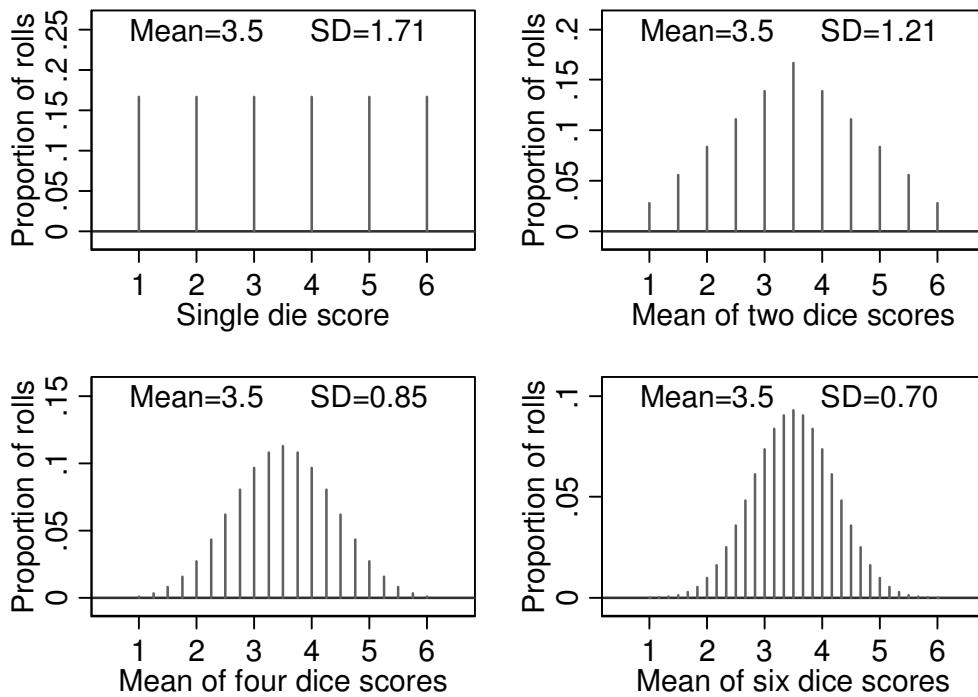 Mean=3.5 SD=1.71
Proportion of rolls
0 .05 .1 .15 .2 .25
1 2 3 4 5 6
Single die score
Mean=3.5 SD=1.21
Proportion of rolls
0 .05 .1 .15 .2
1 2 3 4 5 6
Mean of two dice scores
Mean=3.5 SD=0.85
Proportion of rolls
0 .05 .1 .15
1 2 3 4 5 6
Mean of four dice scores
Mean=3.5 SD=0.70
Proportion of rolls
0 .05 .1
1 2 3 4 5 6
Mean of six dice scores